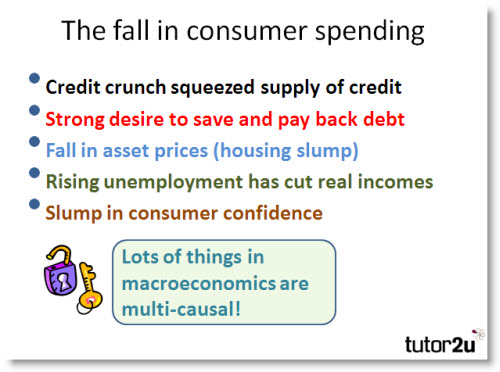 The fall in consumer spending
Credit crunch squeezed supply of credit
Strong desire to save and pay back debt
Fall in asset prices (housing slump)
Rising unemployment has cut real incomes
Slump in consumer confidence
Lots of things in
macroeconomics are
multi-causal!
tutor2u